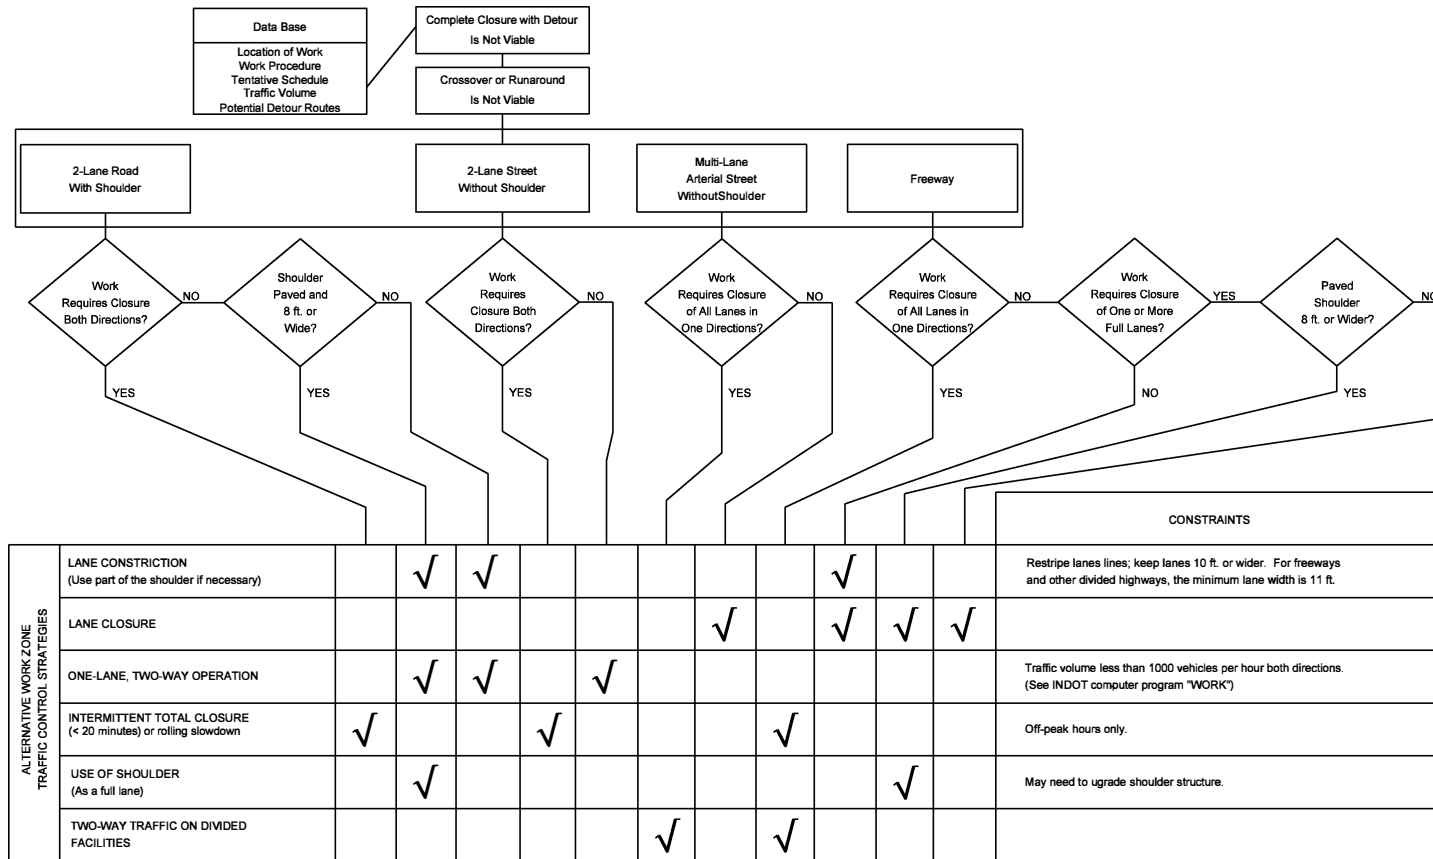 Data Base
Location of Work
Work Procedure
Tentative Schedule
Traffic Volume
Potential Detour Routes
Complete Closure with Detour
Is Not Viable
Crossover or Runaround
Is Not Viable
2-Lane Road
With Shoulder
2-Lane Street
Without Shoulder
Multi-Lane
Arterial Street
WithoutShoulder
Freeway
Work
Requires Closure
Both Directions?
NO
YES
Shoulder
Paved and
8 ft. or
Wide?
NO
YES
Work
Requires
Closure Both
Directions?
NO
YES
Work
Requires Closure
of All Lanes in
One Directions?
NO
YES
Work
Requires Closure
of All Lanes in
One Directions?
NO
YES
Work
Requires Closure
of One or More
Full Lanes?
YES
NO
Paved
Shoulder
8 ft. or Wider?
NO
YES
CONSTRAINTS
ALTERNATIVE WORK ZONE
TRAFFIC CONTROL STRATEGIES
LANE CONSTRICTION
(Use part of the shoulder if necessary)
Restripe lanes lines; keep lanes 10 ft. or wider. For freeways
and other divided highways, the minimum lane width is 11 ft.
LANE CLOSURE
ONE-LANE, TWO-WAY OPERATION
Traffic volume less than 1000 vehicles per hour both directions.
(See INDOT computer program "WORK")
INTERMITTENT TOTAL CLOSURE
(< 20 minutes) or rolling slowdown
Off-peak hours only.
USE OF SHOULDER
(As a full lane)
May need to ugrade shoulder structure.
TWO-WAY TRAFFIC ON DIVIDED
FACILITIES